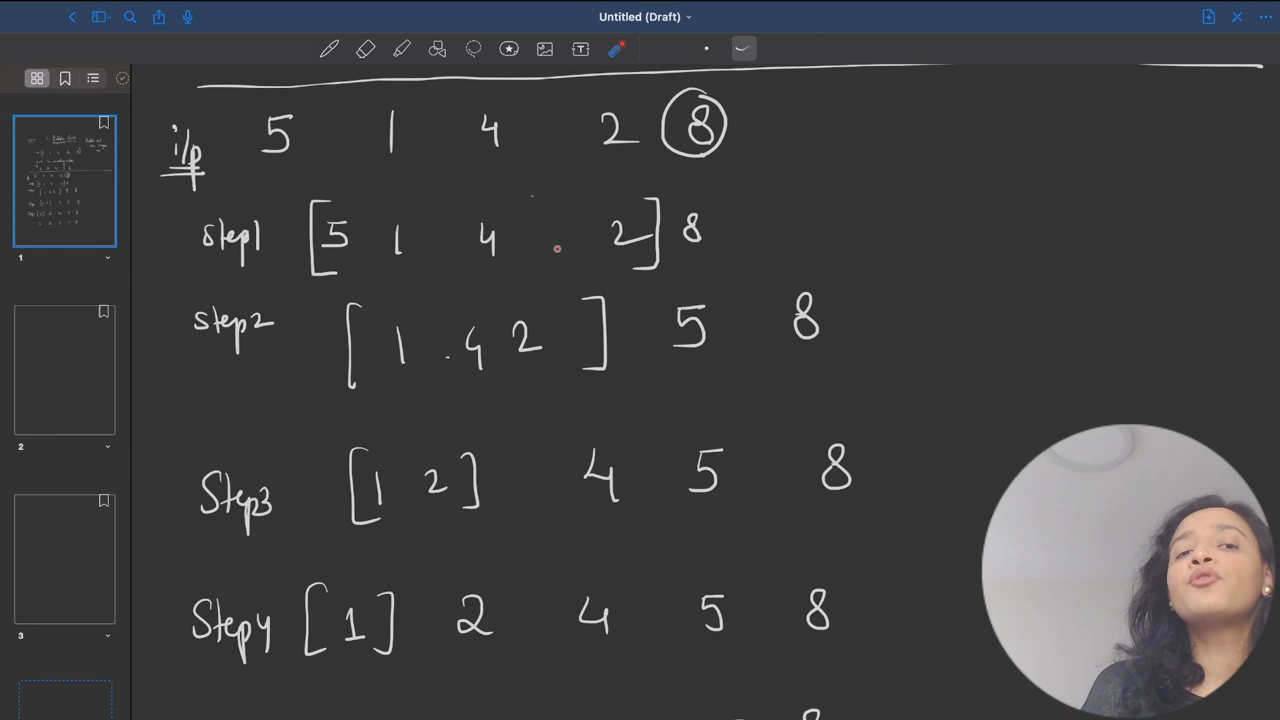 Untitled (Draft)
i/p 5 1 4 2 8
Step1 [5 1 4 2] 8
Step2 [1 4 2] 5 8
Step3 [1 2] 4 5 8
Step4 [1] 2 4 5 8
8
1
2
3